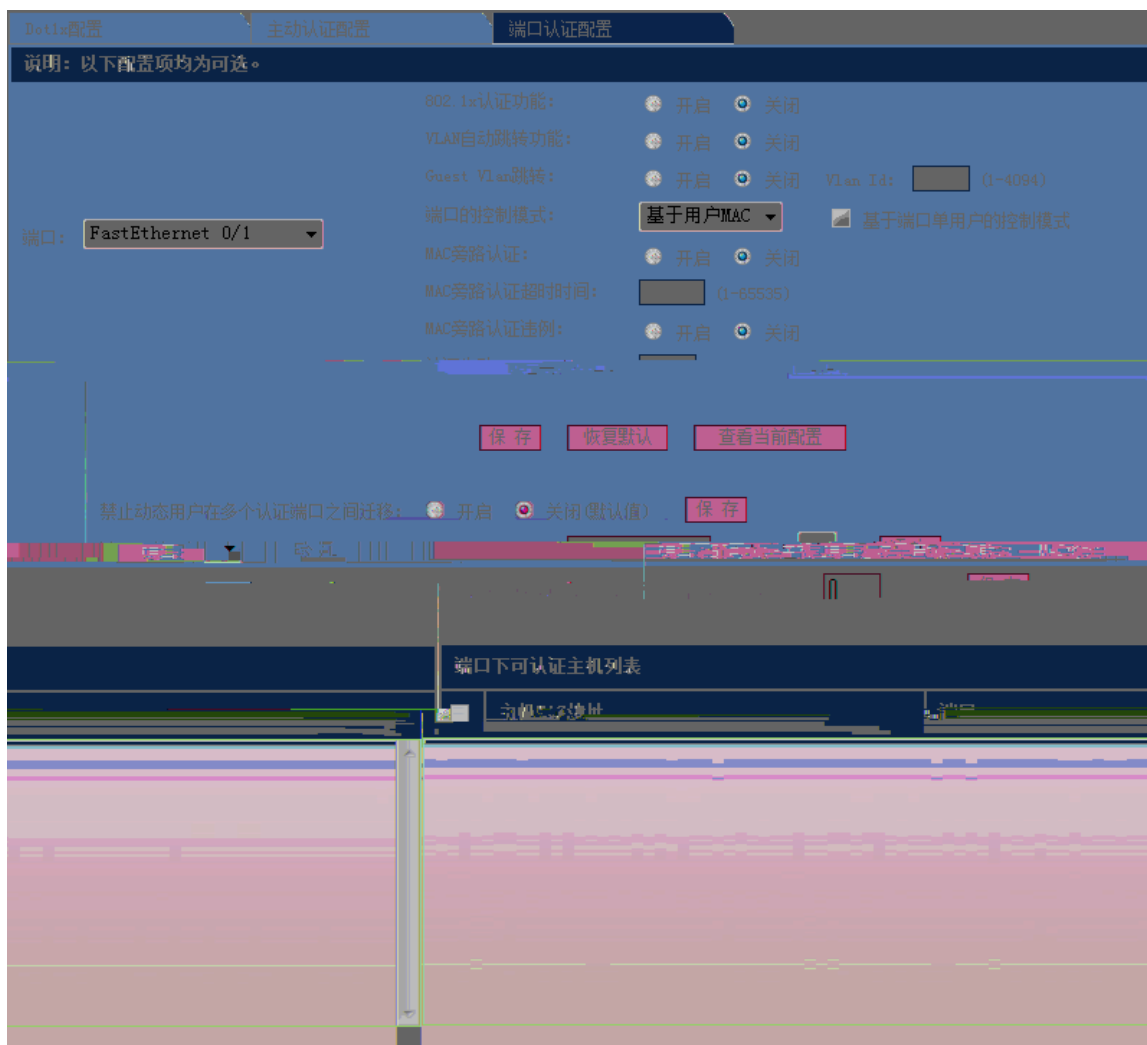 Dot1x配置 主动认证配置 端口认证配置
说明：以下配置项均为可选。
802.1x认证功能： 开启 关闭
VLAN自动跳转功能： 开启 关闭
Guest Vlan跳转： 开启 关闭 Vlan Id: (1-4094)
端口的控制模式： 基于用户MAC 基于端口单用户的控制模式
端口： FastEthernet 0/1
MAC旁路认证： 开启 关闭
MAC旁路认证超时时间： (1-65535)
MAC旁路认证违例： 开启 关闭
保 存 恢复默认 查看当前配置
禁止动态用户在多个认证端口之间迁移： 开启 关闭(默认值) 保 存
端口下可认证主机列表